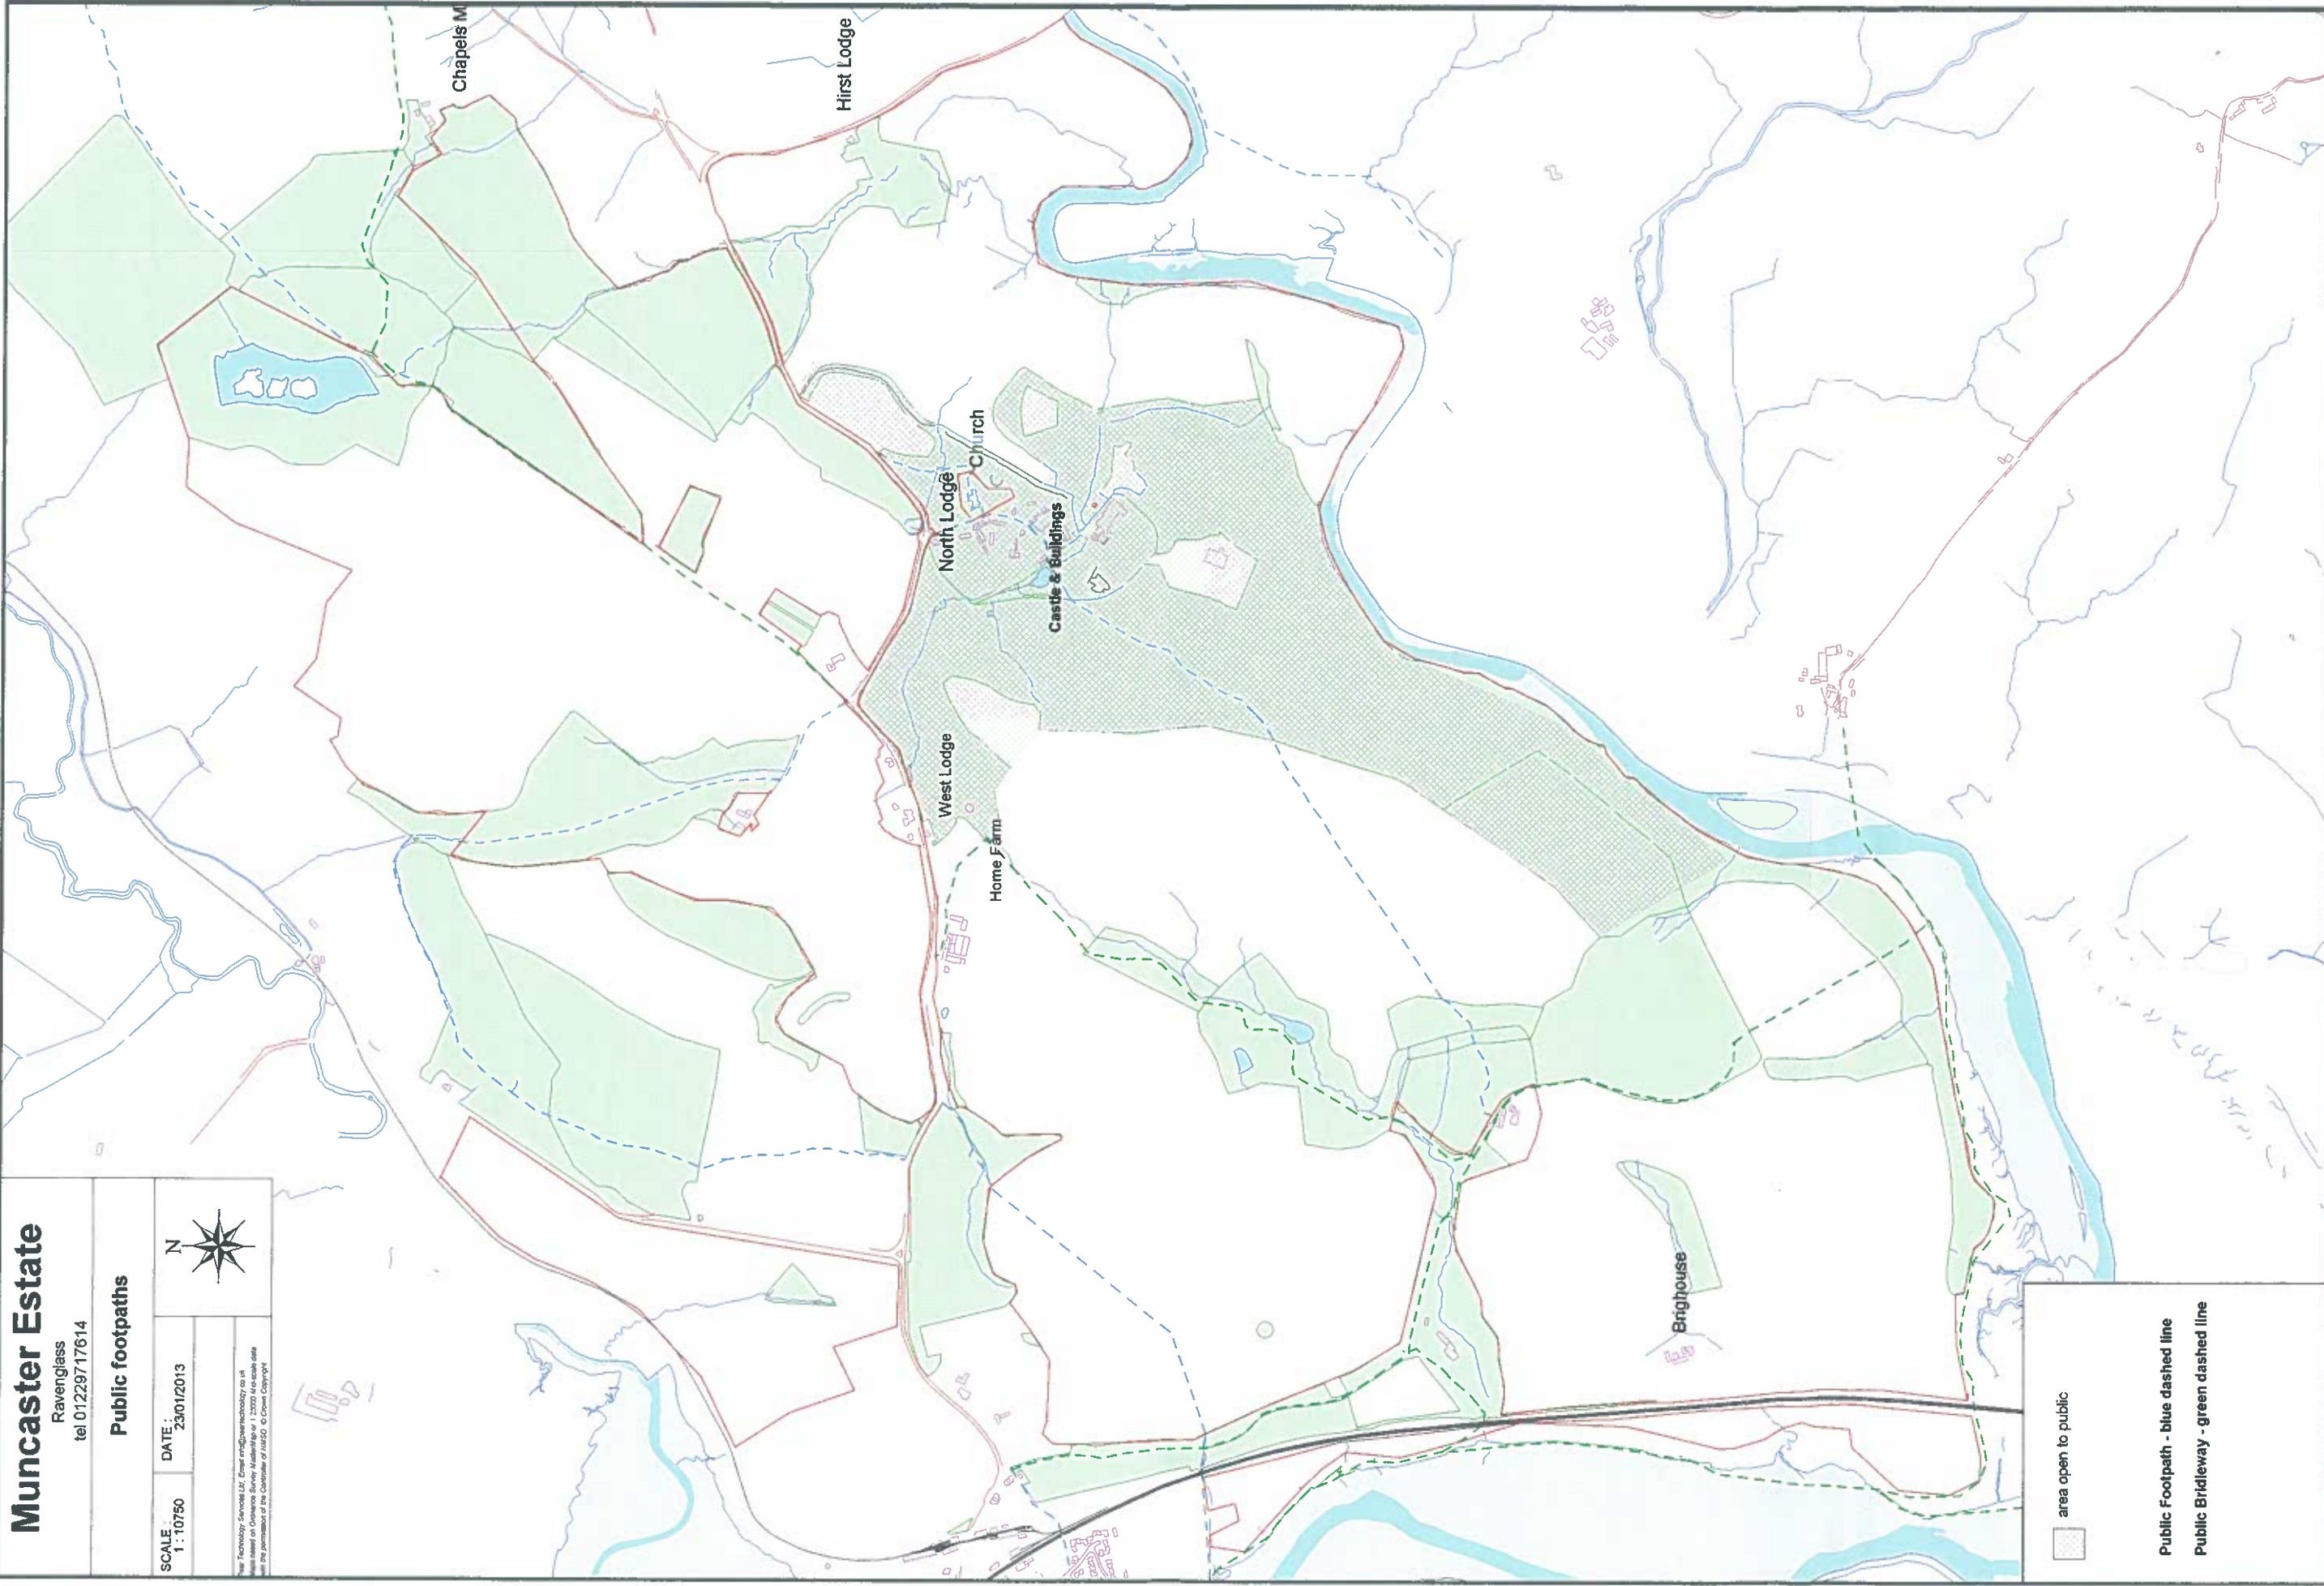 Muncaster Estate
Ravenglass
tel 01229717614
Public footpaths
SCALE :
1 : 10750
DATE :
23/01/2013
N
Chapels M
Hirst Lodge
Church
North Lodge
Castle & Buildings
West Lodge
Home Farm
Brighouse
area open to public
Public Footpath - blue dashed line
Public Bridleway - green dashed line